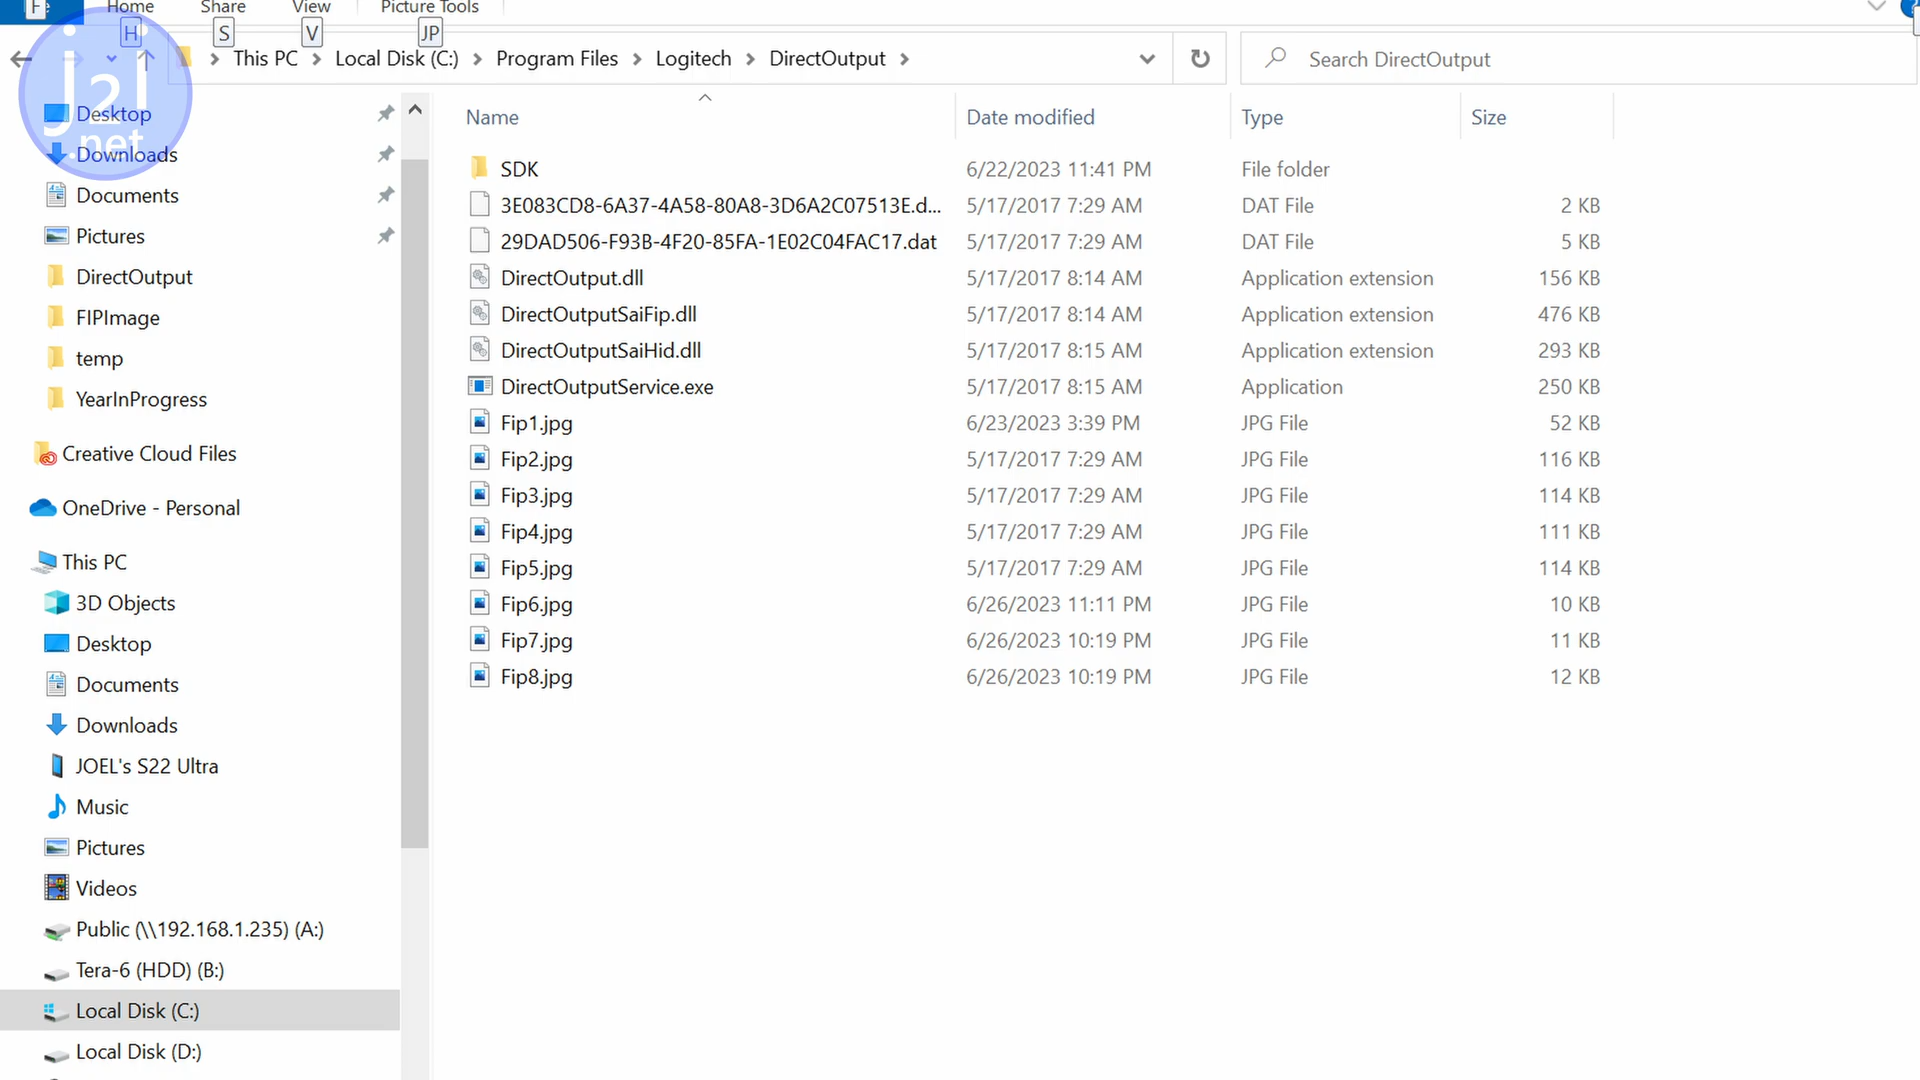 F Home Share View Picture Tools
H S V JP
This PC > Local Disk (C:) > Program Files > Logitech > DirectOutput >
Search DirectOutput
j2i
.net
Desktop
Downloads
Documents
Pictures
DirectOutput
FIPImage
temp
YearInProgress
Creative Cloud Files
OneDrive - Personal
This PC
3D Objects
Desktop
Documents
Downloads
JOEL's S22 Ultra
Music
Pictures
Videos
Public (\\192.168.1.235) (A:)
Tera-6 (HDD) (B:)
Local Disk (C:)
Local Disk (D:)
Name Date modified Type Size
SDK 6/22/2023 11:41 PM File folder
3E083CD8-6A37-4A58-80A8-3D6A2C07513E.d... 5/17/2017 7:29 AM DAT File 2 KB
29DAD506-F93B-4F20-85FA-1E02C04FAC17.dat 5/17/2017 7:29 AM DAT File 5 KB
DirectOutput.dll 5/17/2017 8:14 AM Application extension 156 KB
DirectOutputSaiFip.dll 5/17/2017 8:14 AM Application extension 476 KB
DirectOutputSaiHid.dll 5/17/2017 8:15 AM Application extension 293 KB
DirectOutputService.exe 5/17/2017 8:15 AM Application 250 KB
Fip1.jpg 6/23/2023 3:39 PM JPG File 52 KB
Fip2.jpg 5/17/2017 7:29 AM JPG File 116 KB
Fip3.jpg 5/17/2017 7:29 AM JPG File 114 KB
Fip4.jpg 5/17/2017 7:29 AM JPG File 111 KB
Fip5.jpg 5/17/2017 7:29 AM JPG File 114 KB
Fip6.jpg 6/26/2023 11:11 PM JPG File 10 KB
Fip7.jpg 6/26/2023 10:19 PM JPG File 11 KB
Fip8.jpg 6/26/2023 10:19 PM JPG File 12 KB